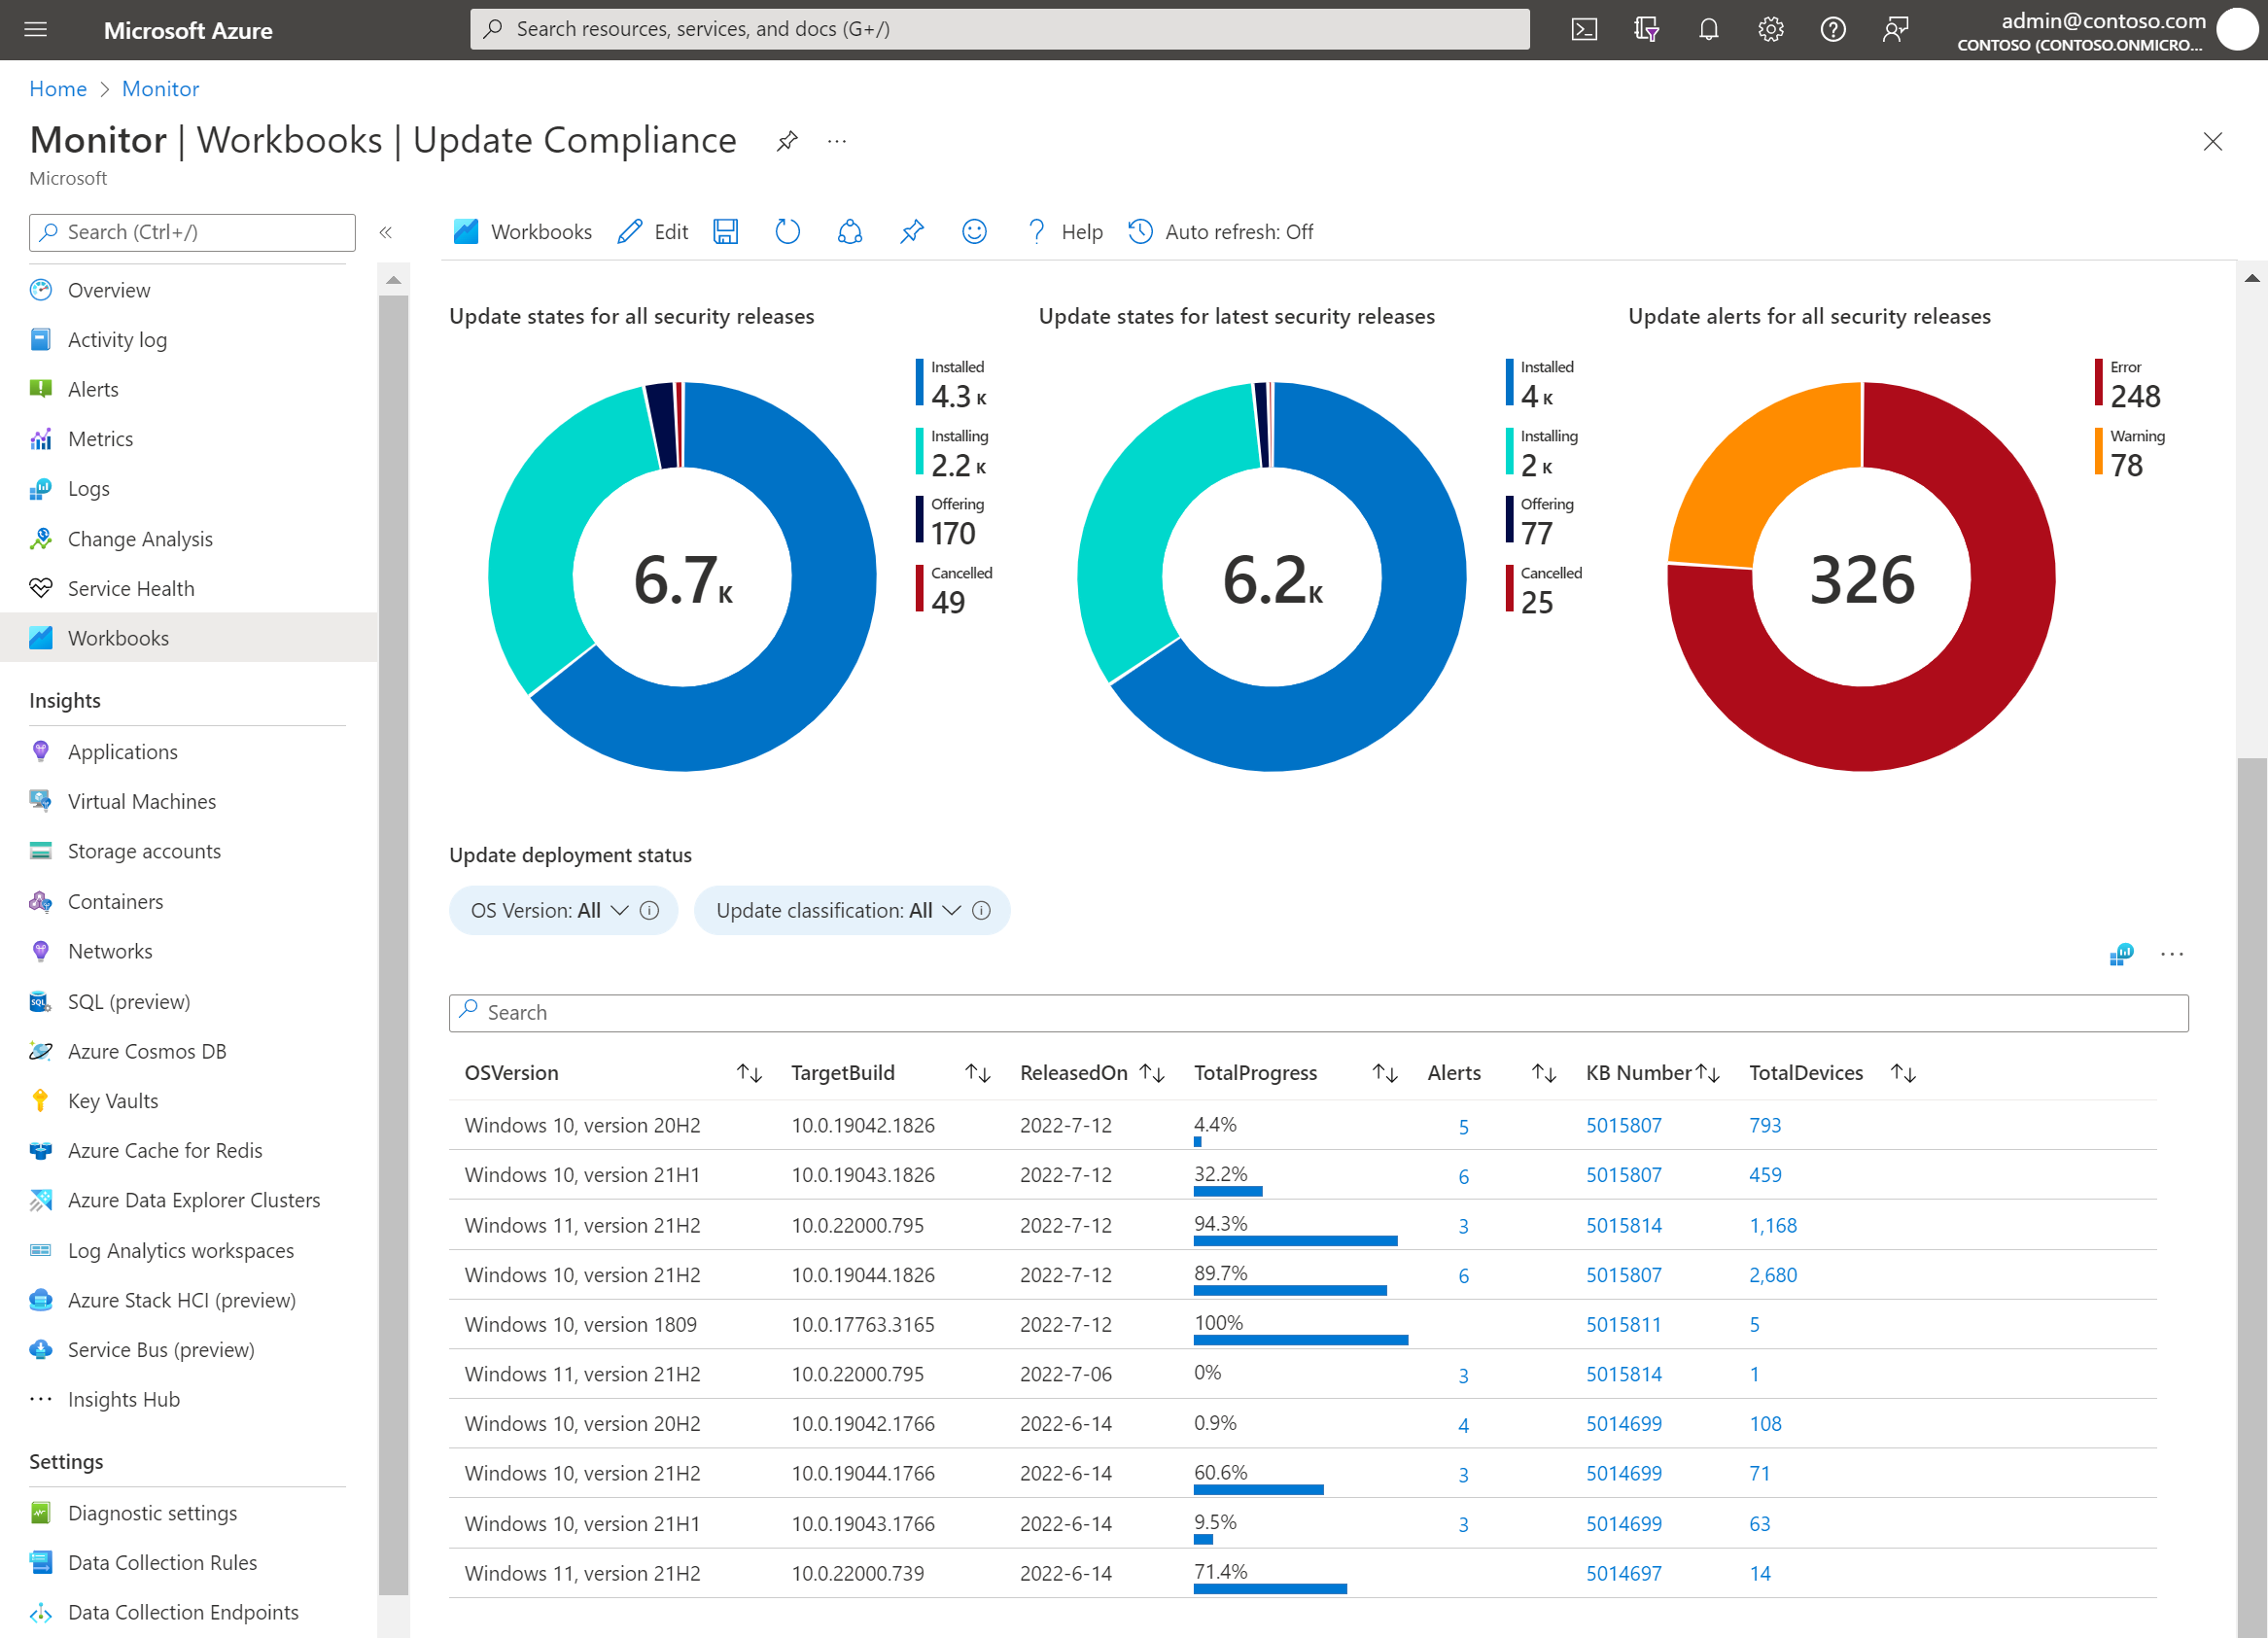 Microsoft Azure
Search resources, services, and docs (G+/)
admin@contoso.com
CONTOSO (CONTOSO.ONMICRO...
Home > Monitor
Monitor | Workbooks | Update Compliance ...
Microsoft
Search (Ctrl+/)
«
Overview
Activity log
Alerts
Metrics
Logs
Change Analysis
Service Health
Workbooks
Insights
Applications
Virtual Machines
Storage accounts
Containers
Networks
SQL (preview)
Azure Cosmos DB
Key Vaults
Azure Cache for Redis
Azure Data Explorer Clusters
Log Analytics workspaces
Azure Stack HCI (preview)
Service Bus (preview)
Insights Hub
Settings
Diagnostic settings
Data Collection Rules
Data Collection Endpoints
Workbooks Edit ? Help Auto refresh: Off
Update states for all security releases
6.7 K
Installed
4.3 K
Installing
2.2 K
Offering
170
Cancelled
49
Update states for latest security releases
6.2 K
Installed
4 K
Installing
2 K
Offering
77
Cancelled
25
Update alerts for all security releases
326
Error
248
Warning
78
Update deployment status
OS Version: All
Update classification: All
Search
OSVersion TargetBuild ReleasedOn TotalProgress Alerts KB Number TotalDevices
Windows 10, version 20H2 10.0.19042.1826 2022-7-12 4.4% 5 5015807 793
Windows 10, version 21H1 10.0.19043.1826 2022-7-12 32.2% 6 5015807 459
Windows 11, version 21H2 10.0.22000.795 2022-7-12 94.3% 3 5015814 1,168
Windows 10, version 21H2 10.0.19044.1826 2022-7-12 89.7% 6 5015807 2,680
Windows 10, version 1809 10.0.17763.3165 2022-7-12 100% 5015811 5
Windows 11, version 21H2 10.0.22000.795 2022-7-06 0% 3 5015814 1
Windows 10, version 20H2 10.0.19042.1766 2022-6-14 0.9% 4 5014699 108
Windows 10, version 21H2 10.0.19044.1766 2022-6-14 60.6% 3 5014699 71
Windows 10, version 21H1 10.0.19043.1766 2022-6-14 9.5% 3 5014699 63
Windows 11, version 21H2 10.0.22000.739 2022-6-14 71.4% 5014697 14